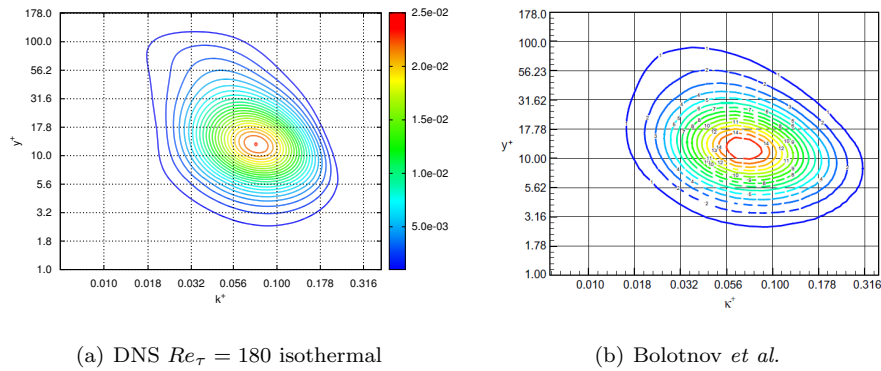 178.0
100.0
56.2
31.6
17.8
10.0
5.6
3.2
1.8
1.0
y+
0.010 0.018 0.032 0.056 0.100 0.178 0.316
κ+
2.5e-02
2.0e-02
1.5e-02
1.0e-02
5.0e-03
178.0
100.0
56.23
31.62
17.78
10.00
5.62
3.16
1.78
1.00
y+
0.010 0.018 0.032 0.056 0.100 0.178 0.316
κ+
(a) DNS Reτ = 180 isothermal
(b) Bolotnov et al.